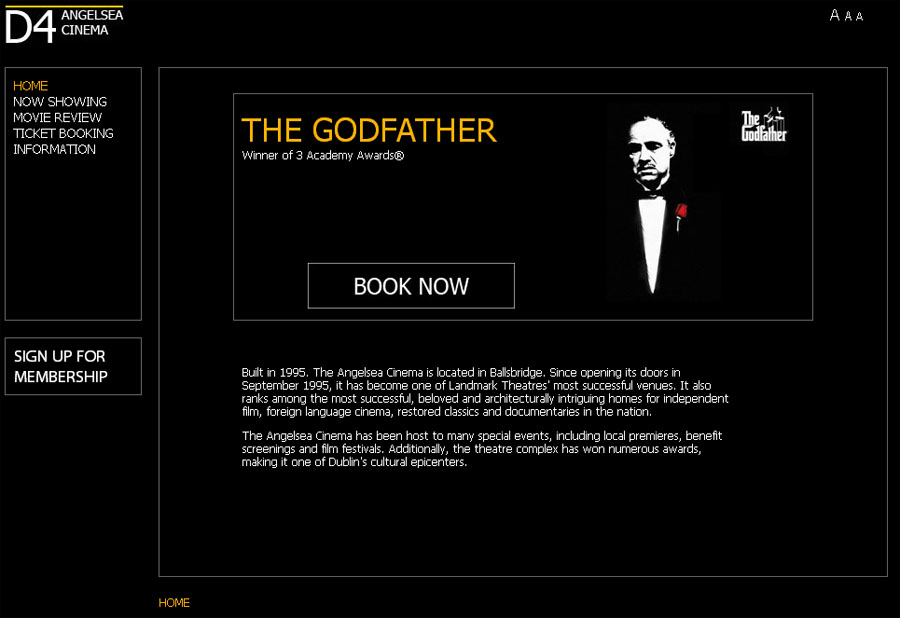 D4 ANGELSEA
CINEMA
A A A
HOME
NOW SHOWING
MOVIE REVIEW
TICKET BOOKING
INFORMATION
SIGN UP FOR
MEMBERSHIP
THE GODFATHER
Winner of 3 Academy Awards®
The
Godfather
BOOK NOW
Built in 1995. The Angelsea Cinema is located in Ballsbridge. Since opening its doors in
September 1995, it has become one of Landmark Theatres' most successful venues. It also
ranks among the most successful, beloved and architecturally intriguing homes for independent
film, foreign language cinema, restored classics and documentaries in the nation.
The Angelsea Cinema has been host to many special events, including local premieres, benefit
screenings and film festivals. Additionally, the theatre complex has won numerous awards,
making it one of Dublin's cultural epicenters.
HOME